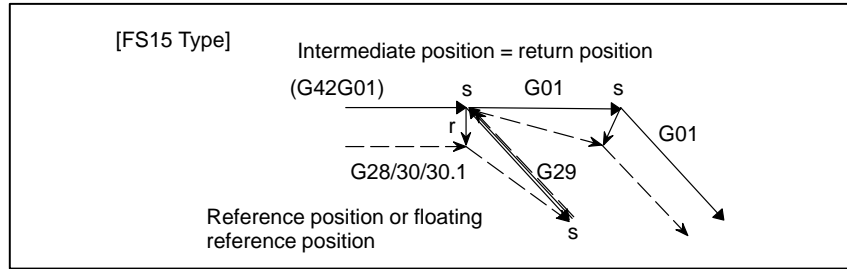 [FS15 Type]
Intermediate position = return position
(G42G01)
s
G01
s
r
G01
G28/30/30.1
G29
Reference position or floating
reference position
s